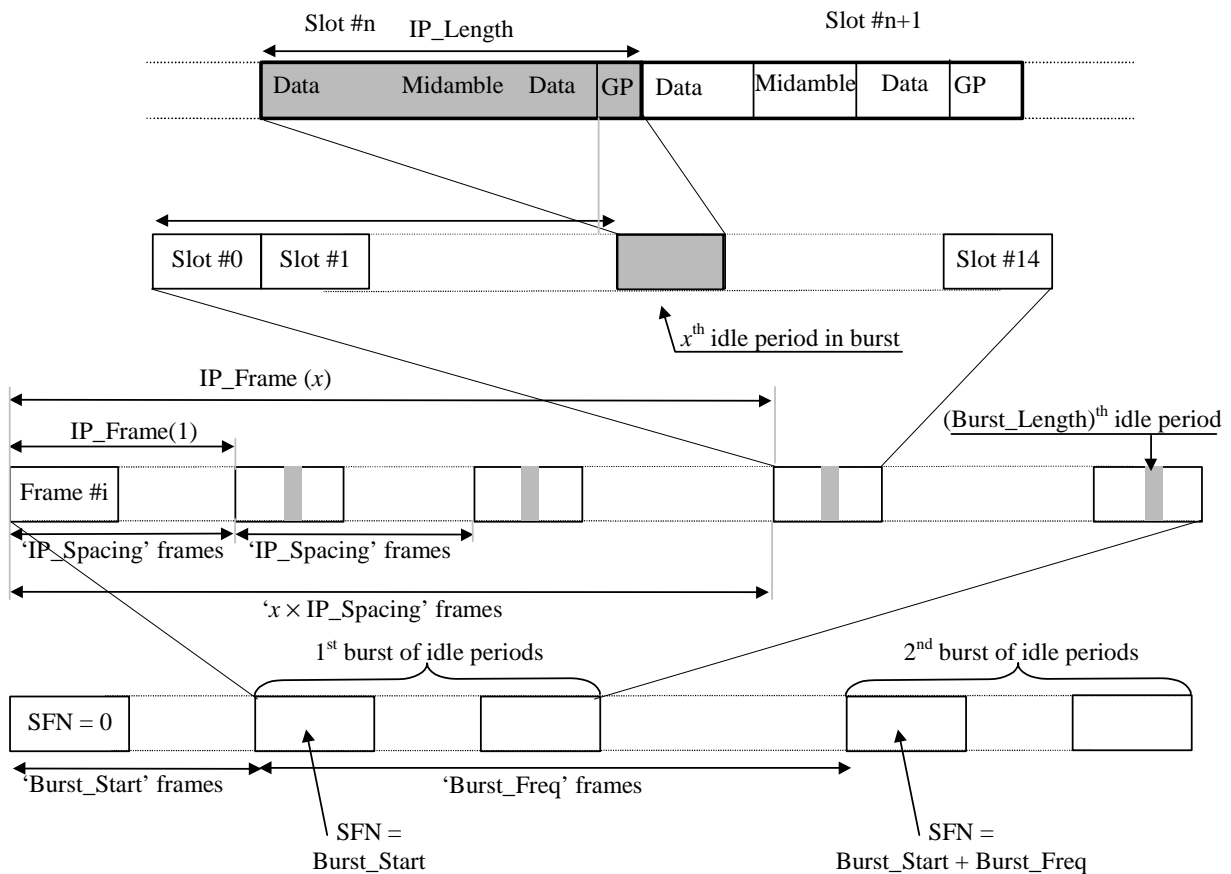 Slot #n
IP_Length
Slot #n+1
Data Midamble Data GP Data Midamble Data GP
Slot #0 Slot #1 Slot #14
xth idle period in burst
IP_Frame (x)
IP_Frame(1)
(Burst_Length)th idle period
Frame #i
‘IP_Spacing’ frames ‘IP_Spacing’ frames
‘x × IP_Spacing’ frames
1st burst of idle periods
2nd burst of idle periods
SFN = 0
‘Burst_Start’ frames
‘Burst_Freq’ frames
SFN =
Burst_Start
SFN =
Burst_Start + Burst_Freq